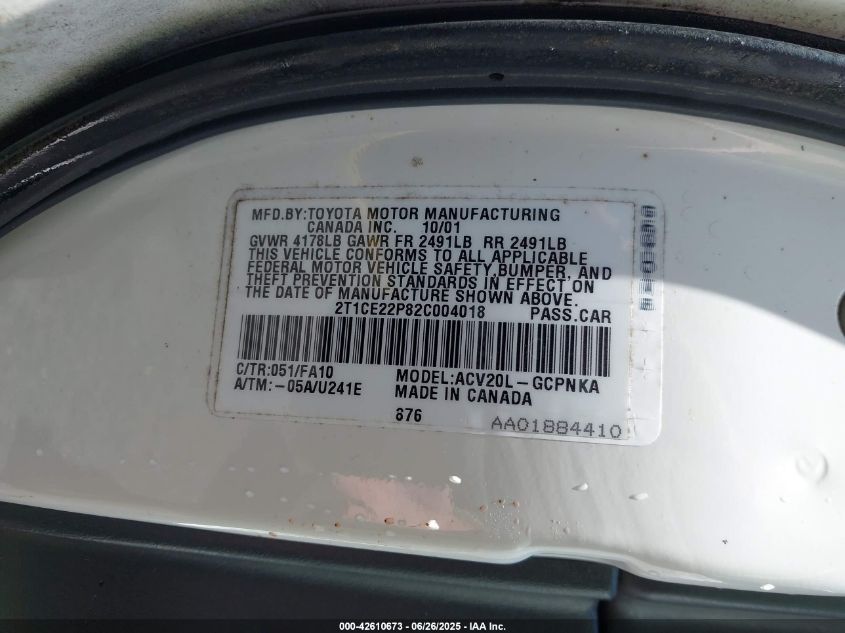 MFD.BY:TOYOTA MOTOR MANUFACTURING
CANADA INC. 10/01
GVWR 4178LB GAWR FR 2491LB RR 2491LB
THIS VEHICLE CONFORMS TO ALL APPLICABLE
FEDERAL MOTOR VEHICLE SAFETY,BUMPER, AND
THEFT PREVENTION STANDARDS IN EFFECT ON
THE DATE OF MANUFACTURE SHOWN ABOVE.
2T1CE22P82C004018 PASS.CAR
C/TR:051/FA10 MODEL:ACV20L-GCPNKA
A/TM:-05A/U241E MADE IN CANADA
876 AA01884410
000-42610673 - 06/26/2025 - IAA Inc.